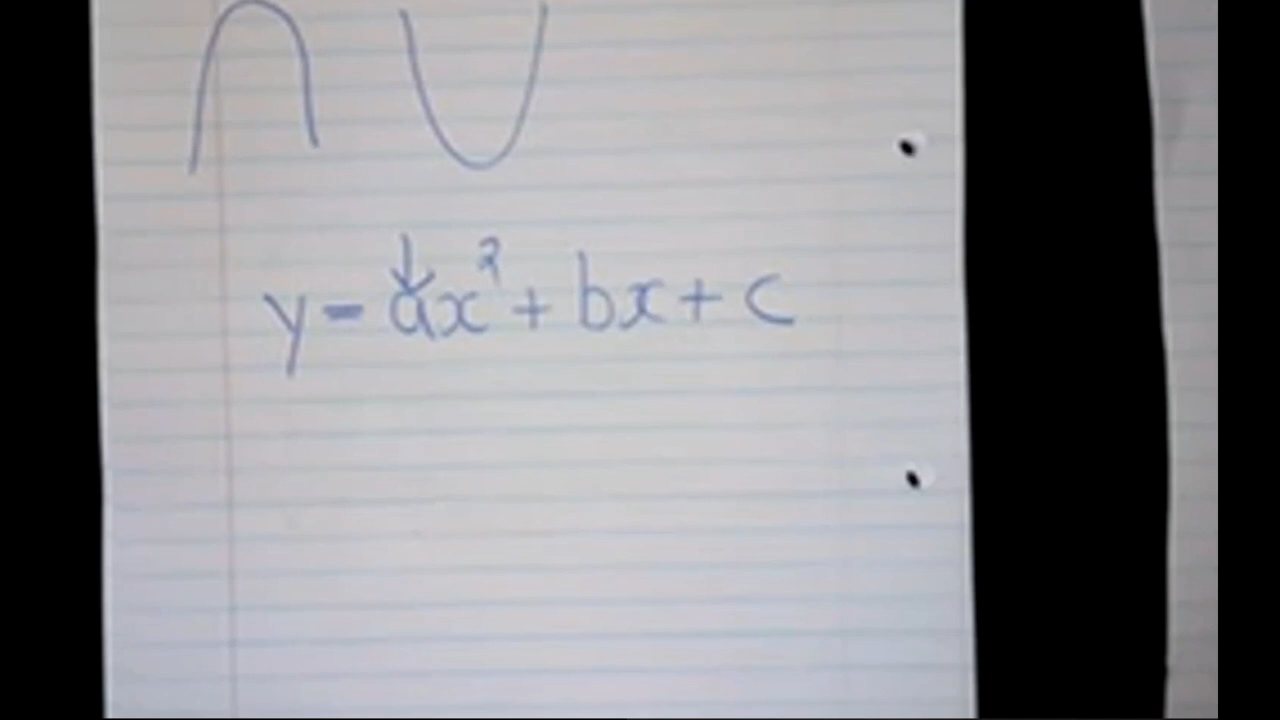 y = ax² + bx + c